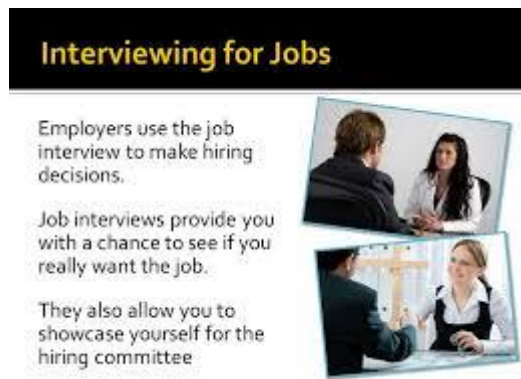 Interviewing for Jobs
Employers use the job
interview to make hiring
decisions.
Job interviews provide you
with a chance to see if you
really want the job.
They also allow you to
showcase yourself for the
hiring committee